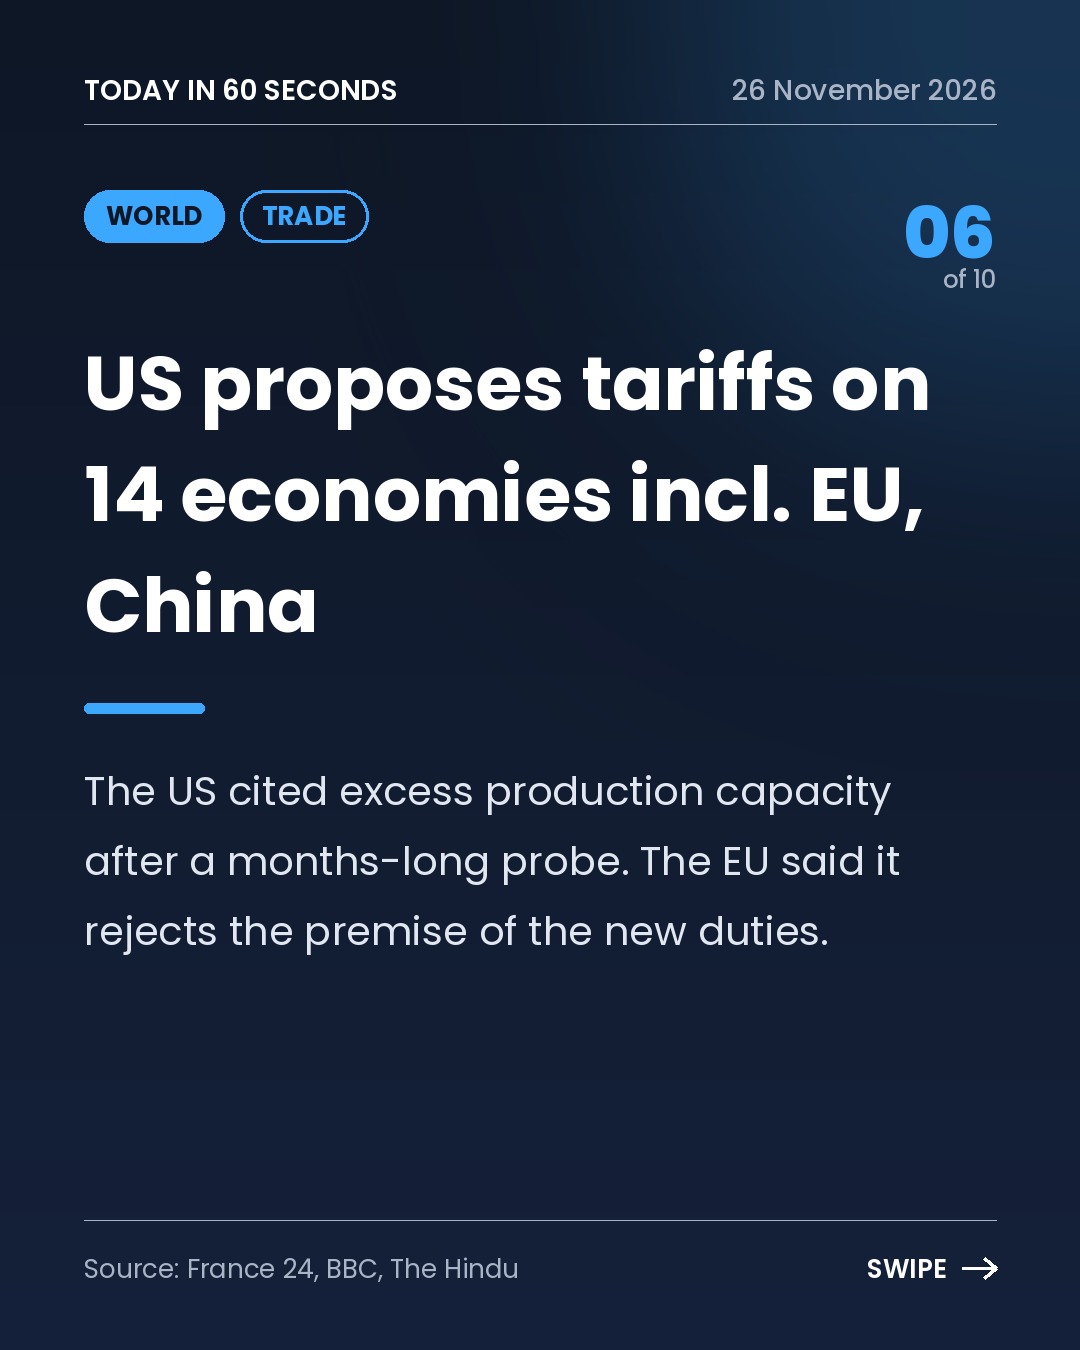 TODAY IN 60 SECONDS
26 November 2026
WORLD
TRADE
06
of 10
US proposes tariffs on
14 economies incl. EU,
China
The US cited excess production capacity
after a months-long probe. The EU said it
rejects the premise of the new duties.
Source: France 24, BBC, The Hindu
SWIPE →